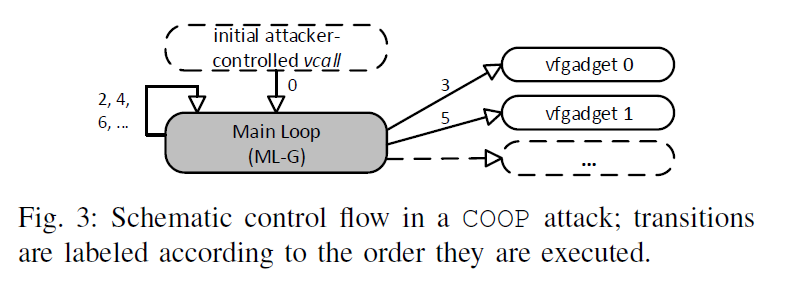 initial attacker-
controlled vcall
0
2, 4,
6, ...
Main Loop
(ML-G)
3
5
vfgadget 0
vfgadget 1
...
Fig. 3: Schematic control flow in a COOP attack; transitions
are labeled according to the order they are executed.